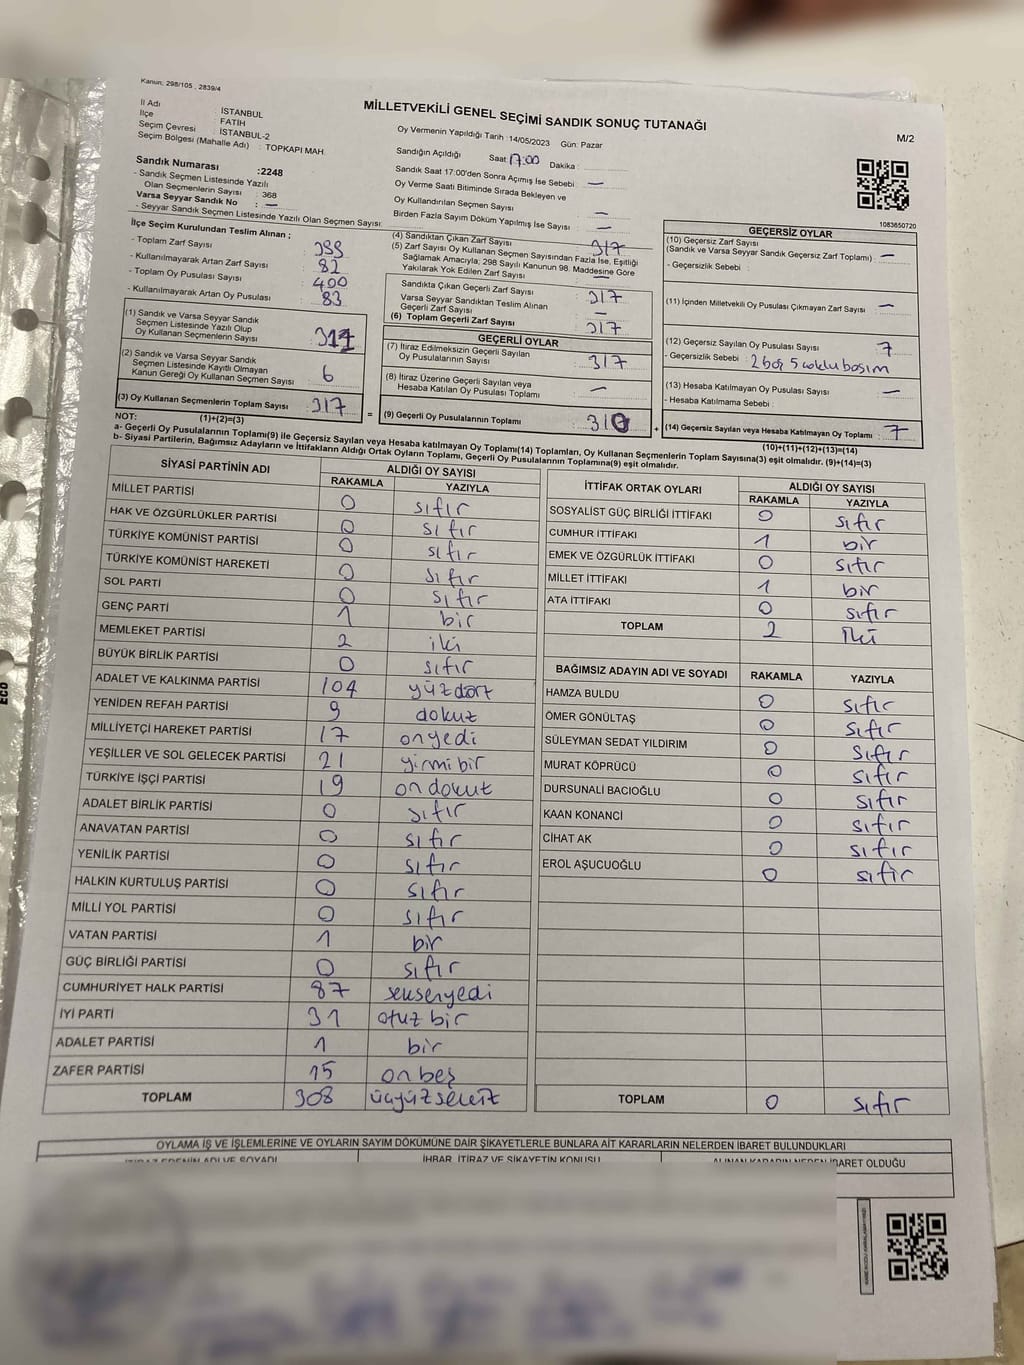 Kanun: 298/105 , 2839/4
MİLLETVEKİLİ GENEL SEÇİMİ SANDIK SONUÇ TUTANAĞI
M/2
İl Adı : İSTANBUL
İlçe : FATİH
Seçim Çevresi : İSTANBUL-2
Seçim Bölgesi (Mahalle Adı) : TOPKAPI MAH.
Oy Vermenin Yapıldığı Tarih : 14/05/2023 Gün: Pazar
Sandığın Açıldığı Saat 17:00 Dakika :
Sandık Saat 17:00'den Sonra Açımış İse Sebebi : —
Oy Verme Saati Bitiminde Sırada Bekleyen ve
Oy Kullandırılan Seçmen Sayısı : —
Birden Fazla Sayım Döküm Yapılmış İse Sayısı : —
Sandık Numarası :2248
- Sandık Seçmen Listesinde Yazılı
Olan Seçmenlerin Sayısı : 368
Varsa Seyyar Sandık No : —
- Seyyar Sandık Seçmen Listesinde Yazılı Olan Seçmen Sayısı:
1083650720
İlçe Seçim Kurulundan Teslim Alınan ;
- Toplam Zarf Sayısı :
- Kullanılmayarak Artan Zarf Sayısı : 82
- Toplam Oy Pusulası Sayısı : 400
- Kullanılmayarak Artan Oy Pusulası : 83
(1) Sandık ve Varsa Seyyar Sandık
Seçmen Listesinde Yazılı Olup
Oy Kullanan Seçmenlerin Sayısı :
(2) Sandık ve Varsa Seyyar Sandık
Seçmen Listesinde Kayıtlı Olmayan
Kanun Gereği Oy Kullanan Seçmen Sayısı : 6
(3) Oy Kullanan Seçmenlerin Toplam Sayısı : 317
(1)+(2)=(3)
(4) Sandıktan Çıkan Zarf Sayısı : 317
(5) Zarf Sayısı Oy Kullanan Seçmen Sayısından Fazla İse, Eşitliği
Sağlamak Amacıyla; 298 Sayılı Kanunun 98. Maddesine Göre
Yakılarak Yok Edilen Zarf Sayısı : —
Sandıkta Çıkan Geçerli Zarf Sayısı : 317
Varsa Seyyar Sandıktan Teslim Alınan
Geçerli Zarf Sayısı : —
(6) Toplam Geçerli Zarf Sayısı : 317
GEÇERLİ OYLAR
(7) İtiraz Edilmeksizin Geçerli Sayılan
Oy Pusulalarının Sayısı : 317
(8) İtiraz Üzerine Geçerli Sayılan veya
Hesaba Katılan Oy Pusulası Toplamı : —
(9) Geçerli Oy Pusulalarının Toplamı : 310
GEÇERSİZ OYLAR
(10) Geçersiz Zarf Sayısı
(Sandık ve Varsa Seyyar Sandık Geçersiz Zarf Toplamı) : —
- Geçersizlik Sebebi :
(11) İçinden Milletvekili Oy Pusulası Çıkmayan Zarf Sayısı : —
(12) Geçersiz Sayılan Oy Pusulası Sayısı : 7
- Geçersizlik Sebebi : 2 boş 5 çoklu basım
(13) Hesaba Katılmayan Oy Pusulası Sayısı : —
- Hesaba Katılmama Sebebi :
(14) Geçersiz Sayılan veya Hesaba Katılmayan Oy Toplamı : 7
(10)+(11)+(12)+(13)=(14)
NOT:
a- Geçerli Oy Pusulalarının Toplamı(9) ile Geçersiz Sayılan veya Hesaba katılmayan Oy Toplamı(14) Toplamları, Oy Kullanan Seçmenlerin Toplam Sayısına(3) eşit olmalıdır. (9)+(14)=(3)
b- Siyasi Partilerin, Bağımsız Adayların ve İttifakların Aldığı Ortak Oyların Toplamı, Geçerli Oy Pusulalarının Toplamına(9) eşit olmalıdır.
SİYASİ PARTİNİN ADI ALDIĞI OY SAYISI
RAKAMLA YAZIYLA
MİLLET PARTİSİ 0 sıfır
HAK VE ÖZGÜRLÜKLER PARTİSİ 0 sıfır
TÜRKİYE KOMÜNİST PARTİSİ 0 sıfır
TÜRKİYE KOMÜNİST HAREKETİ 0 sıfır
SOL PARTİ 0 sıfır
GENÇ PARTİ 1 bir
MEMLEKET PARTİSİ 2 iki
BÜYÜK BİRLİK PARTİSİ 0 sıfır
ADALET VE KALKINMA PARTİSİ 104 yüzdört
YENİDEN REFAH PARTİSİ 9 dokuz
MİLLİYETÇİ HAREKET PARTİSİ 17 onyedi
YEŞİLLER VE SOL GELECEK PARTİSİ 21 yirmibir
TÜRKİYE İŞÇİ PARTİSİ 19 ondokuz
ADALET BİRLİK PARTİSİ 0 sıfır
ANAVATAN PARTİSİ 0 sıfır
YENİLİK PARTİSİ 0 sıfır
HALKIN KURTULUŞ PARTİSİ 0 sıfır
MİLLİ YOL PARTİSİ 0 sıfır
VATAN PARTİSİ 1 bir
GÜÇ BİRLİĞİ PARTİSİ 0 sıfır
CUMHURİYET HALK PARTİSİ 87 seksenyedi
İYİ PARTİ 31 otuz bir
ADALET PARTİSİ 1 bir
ZAFER PARTİSİ 15 onbeş
TOPLAM 308 üçyüzsekiz
İTTİFAK ORTAK OYLARI ALDIĞI OY SAYISI
RAKAMLA YAZIYLA
SOSYALİST GÜÇ BİRLİĞİ İTTİFAKI 0 sıfır
CUMHUR İTTİFAKI 1 bir
EMEK VE ÖZGÜRLÜK İTTİFAKI 0 sıfır
MİLLET İTTİFAKI 1 bir
ATA İTTİFAKI 0 sıfır
TOPLAM 2 İki
BAĞIMSIZ ADAYIN ADI VE SOYADI RAKAMLA YAZIYLA
HAMZA BULDU 0 sıfır
ÖMER GÖNÜLTAŞ 0 sıfır
SÜLEYMAN SEDAT YILDIRIM 0 sıfır
MURAT KÖPRÜCÜ 0 sıfır
DURSUNALİ BACIOĞLU 0 sıfır
KAAN KONANCİ 0 sıfır
CİHAT AK 0 sıfır
EROL AŞUCUOĞLU 0 sıfır
TOPLAM 0 sıfır
OYLAMA İŞ VE İŞLEMLERİNE VE OYLARIN SAYIM DÖKÜMÜNE DAİR ŞİKAYETLERLE BUNLARA AİT KARARLARIN NELERDEN İBARET BULUNDUKLARI
İTİRAZ EDENİN ADI VE SOYADI İHBAR, İTİRAZ VE ŞİKAYETİN KONUSU ALINAN KARARIN NEDEN İBARET OLDUĞU
ECO